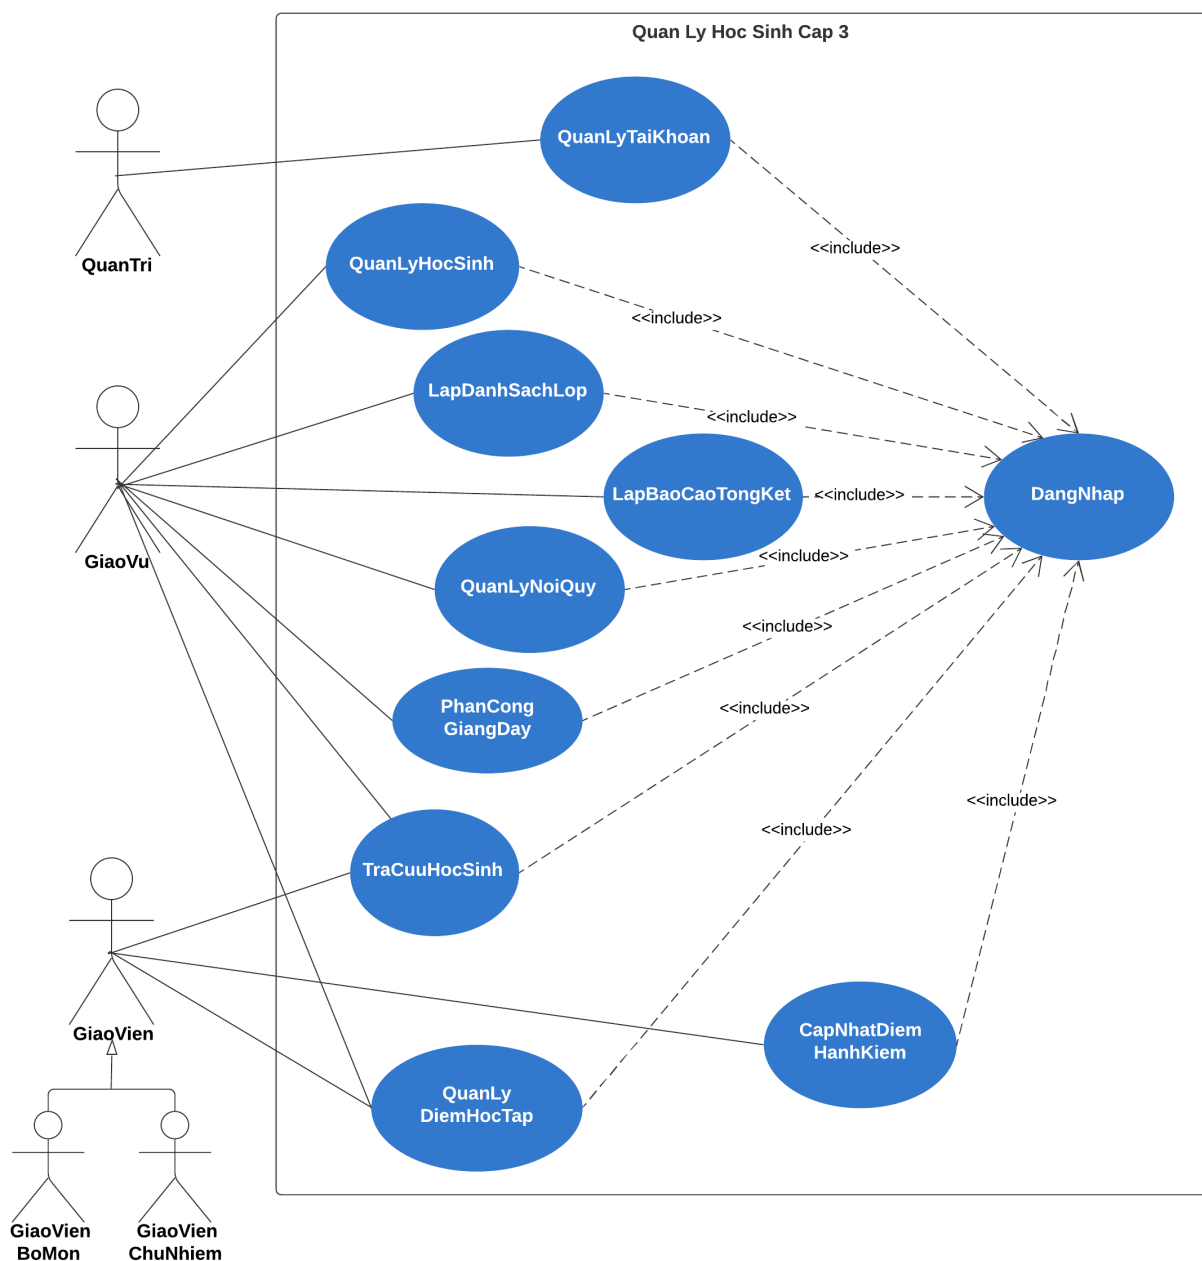 Quan Ly Hoc Sinh Cap 3
QuanLyTaiKhoan
<<include>>
QuanTri
QuanLyHocSinh
<<include>>
LapDanhSachLop
<<include>>
LapBaoCaoTongKet
<<include>>
DangNhap
GiaoVu
<<include>>
QuanLyNoiQuy
<<include>>
PhanCong
GiangDay
<<include>>
<<include>>
<<include>>
TraCuuHocSinh
GiaoVien
CapNhatDiem
HanhKiem
QuanLy
DiemHocTap
GiaoVien
BoMon
GiaoVien
ChuNhiem